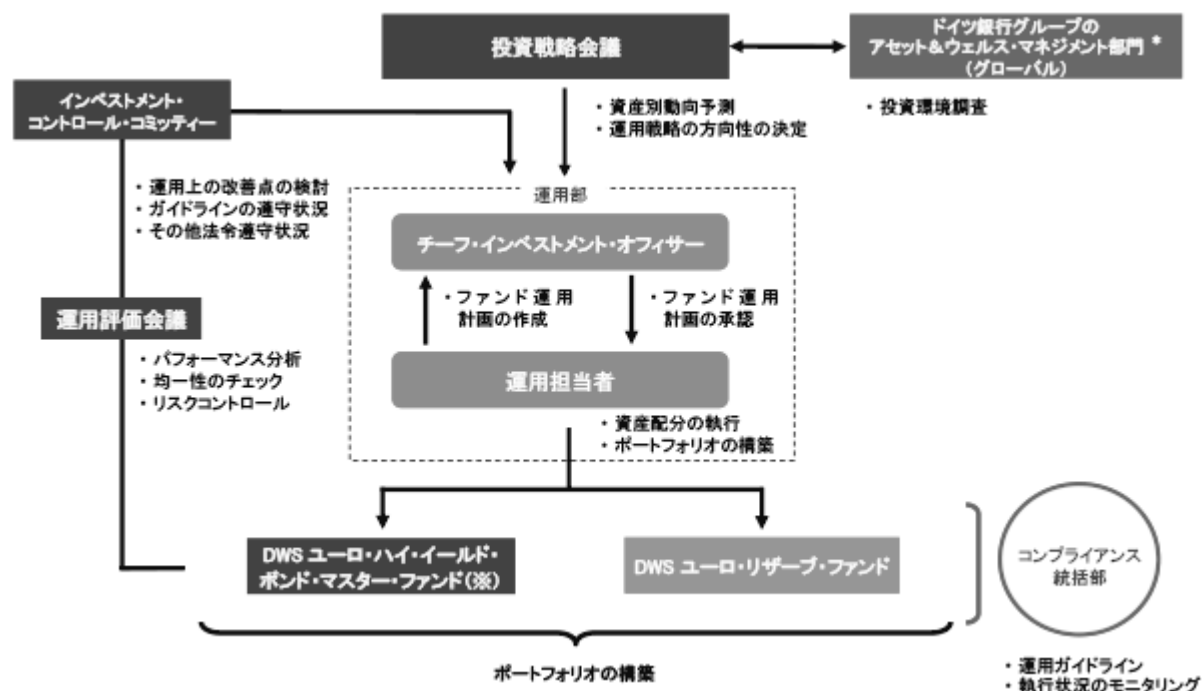 投資戦略会議
ドイツ銀行グループの
アセット&ウェルス・マネジメント部門 *
(グローバル)
インベストメント・
コントロール・コミッティー
・ 資産別動向予測
・ 運用戦略の方向性の決定
・ 投資環境調査
・ 運用上の改善点の検討
・ ガイドラインの遵守状況
・ その他法令遵守状況
運用部
チーフ・インベストメント・オフィサー
・ ファンド運用
計画の作成
・ ファンド運用
計画の承認
運用評価会議
・ パフォーマンス分析
・ 均一性のチェック
・ リスクコントロール
運用担当者
・ 資産配分の執行
・ ポートフォリオの構築
DWS ユーロ・ハイ・イールド・
ボンド・マスター・ファンド(※)
DWS ユーロ・リザーブ・ファンド
コンプライアンス
統括部
ポートフォリオの構築
・ 運用ガイドライン
・ 執行状況のモニタリング